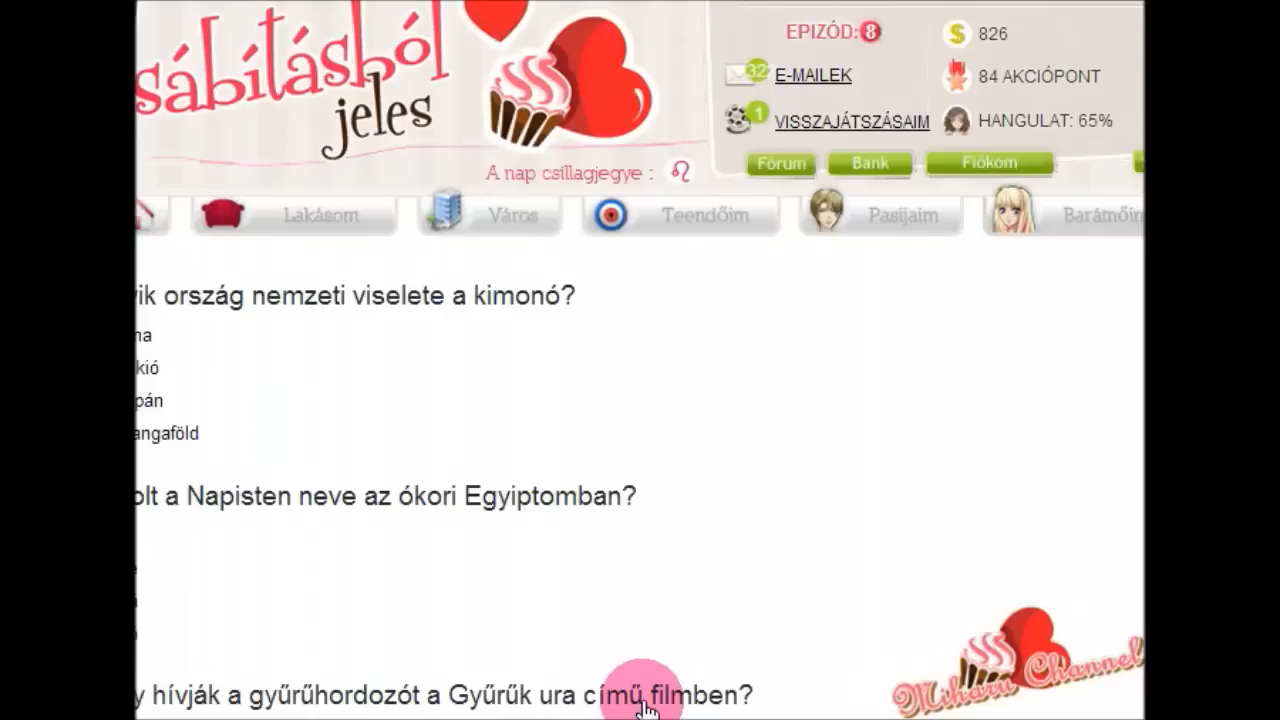 sábításból
jeles
A nap csillagjegye :
EPIZÓD: 8
826
32
E-MAILEK
84 AKCIÓPONT
1
VISSZAJÁTSZÁSAIM
HANGULAT: 65%
Fórum
Bank
Fiókom
Lakásom
Város
Teendőim
Pasijaim
Barátnőim
ik ország nemzeti viselete a kimonó?
na
kió
pán
angaföld
olt a Napisten neve az ókori Egyiptomban?
y hívják a gyűrűhordozót a Gyűrűk ura című filmben?
Miharu Channel